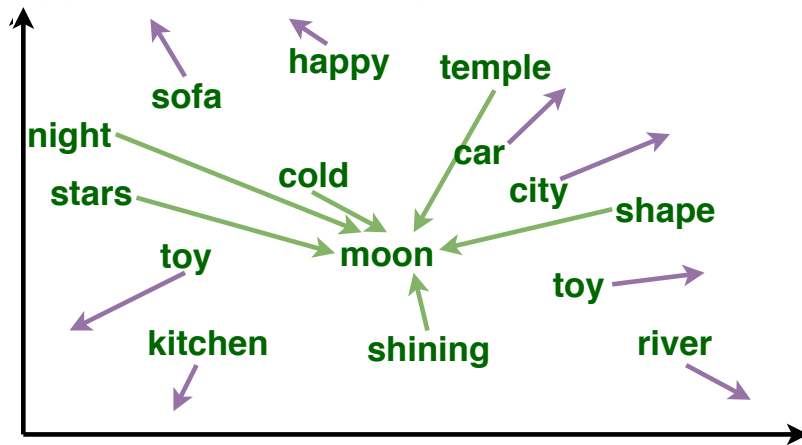 happy
temple
sofa
night
car
cold
city
stars
shape
moon
toy
toy
kitchen
shining
river